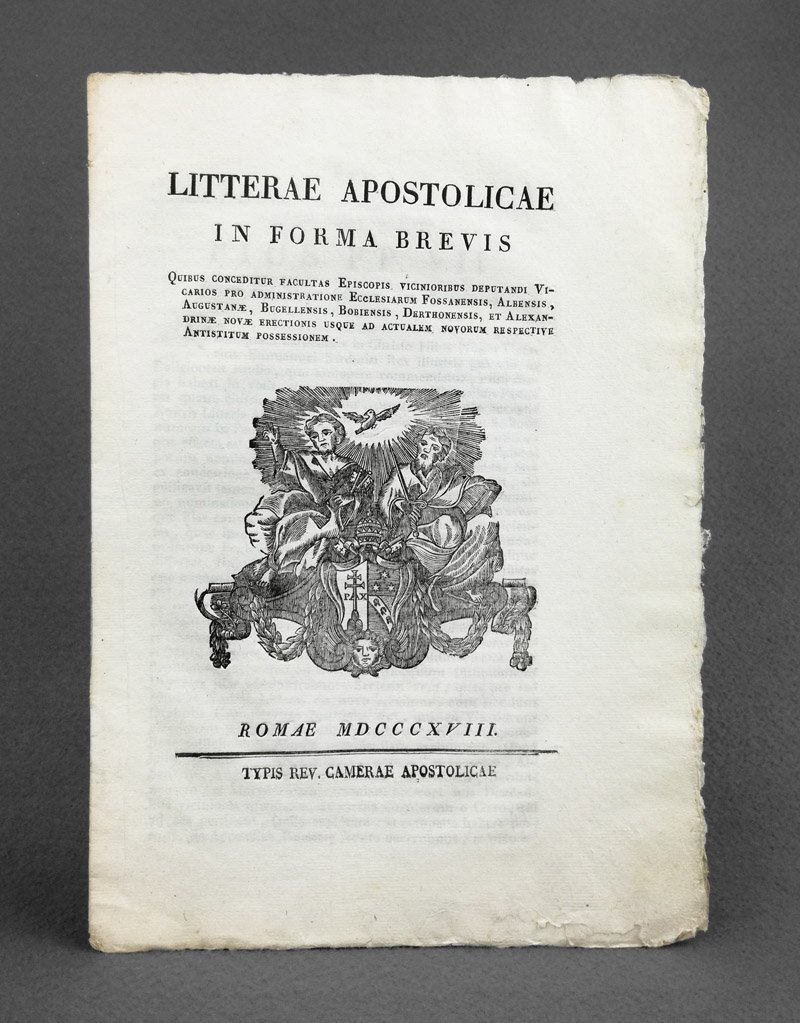 LITTERAE APOSTOLICAE
IN FORMA BREVIS
QUIBUS CONCEDITUR FACULTAS EPISCOPIS VICINIORIBUS DEPUTANDI VI-
CARIOS PRO ADMINISTRATIONE ECCLESIARUM FOSSANENSIS, ALBENSIS,
AUGUSTANÆ, BUGELLENSIS, BOBIENSIS, DERTHONENSIS, ET ALEXAN-
DRINÆ NOVÆ ERECTIONIS USQUE AD ACTUALEM NOVORUM RESPECTIVE
ANTISTITUM POSSESSIONEM.
PAX
ROMAE MDCCCXVIII.
TYPIS REV. CAMERAE APOSTOLICAE